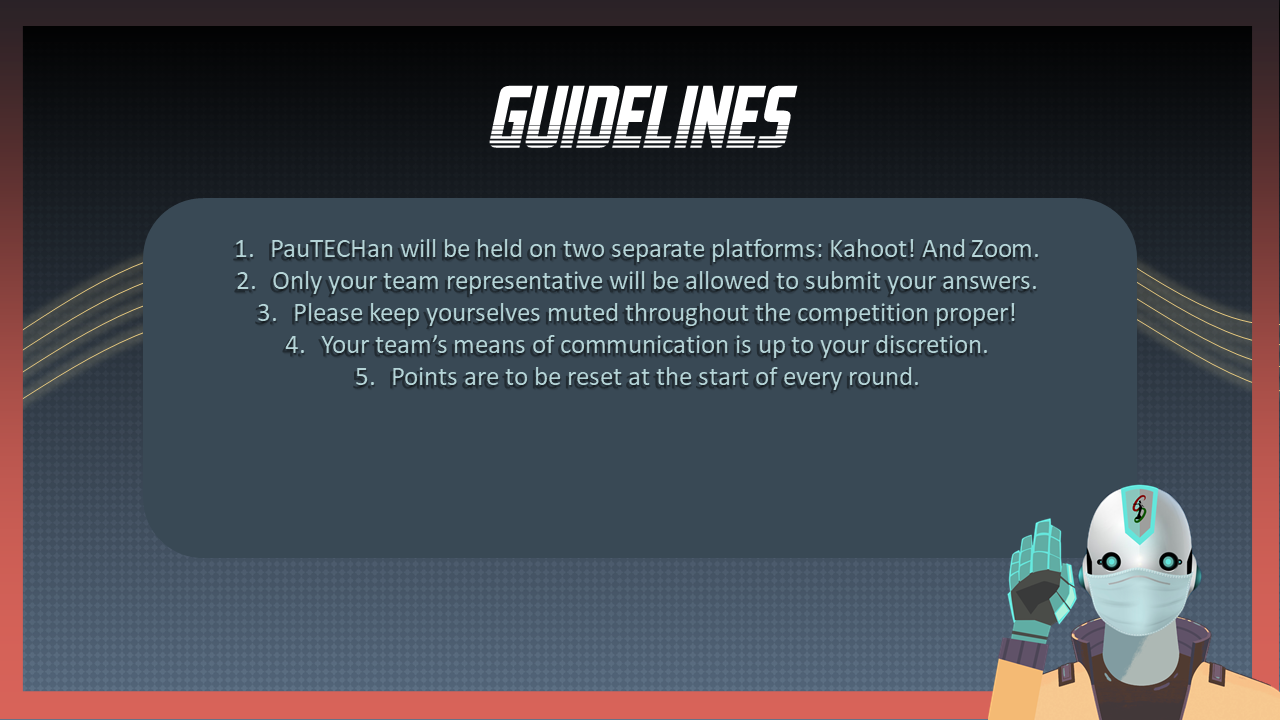 GUIDELINES
1. PauTECHan will be held on two separate platforms: Kahoot! And Zoom.
2. Only your team representative will be allowed to submit your answers.
3. Please keep yourselves muted throughout the competition proper!
4. Your team’s means of communication is up to your discretion.
5. Points are to be reset at the start of every round.